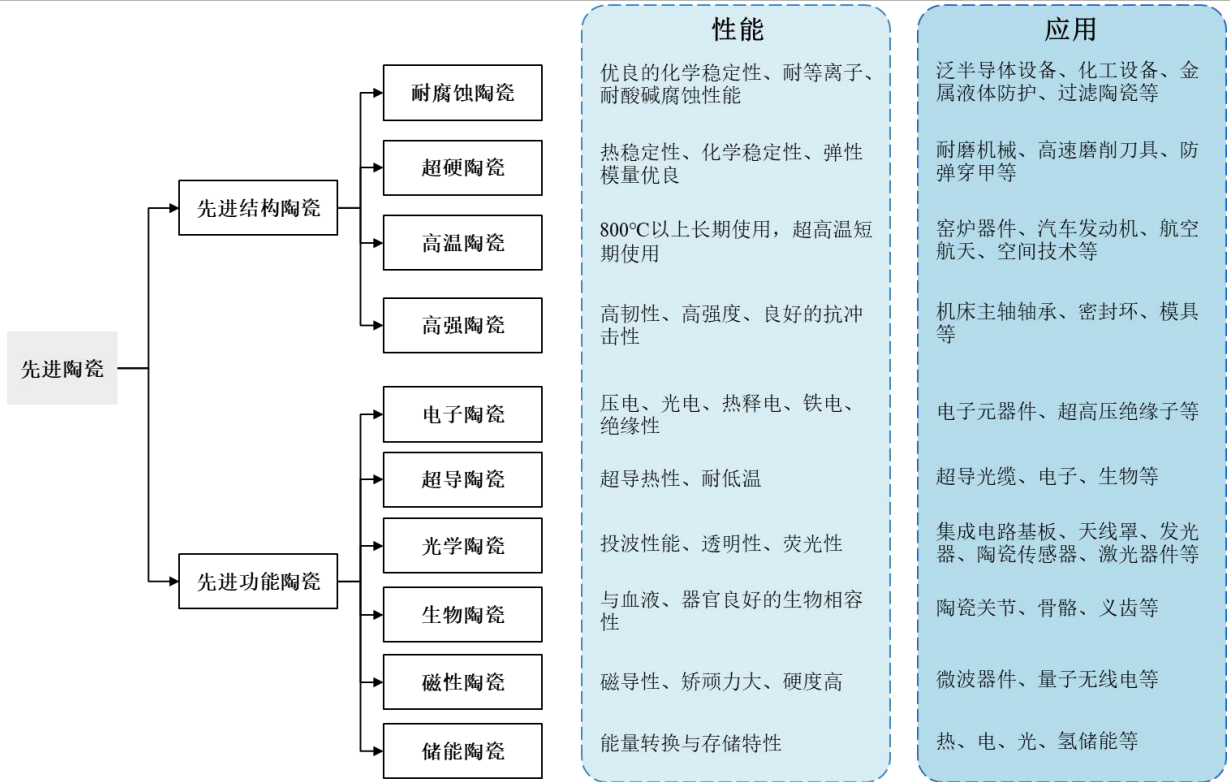 性能
应用
耐腐蚀陶瓷
优良的化学稳定性、耐等离子、
耐酸碱腐蚀性能
泛半导体设备、化工设备、金
属液体防护、过滤陶瓷等
超硬陶瓷
热稳定性、化学稳定性、弹性
模量优良
耐磨机械、高速磨削刀具、防
弹穿甲等
先进结构陶瓷
高温陶瓷
800℃以上长期使用，超高温短
期使用
窑炉器件、汽车发动机、航空
航天、空间技术等
高强陶瓷
高韧性、高强度、良好的抗冲
击性
机床主轴轴承、密封环、模具
等
先进陶瓷
电子陶瓷
压电、光电、热释电、铁电、
绝缘性
电子元器件、超高压绝缘子等
超导陶瓷
超导热性、耐低温
超导光缆、电子、生物等
光学陶瓷
投波性能、透明性、荧光性
集成电路基板、天线罩、发光
器、陶瓷传感器、激光器件等
先进功能陶瓷
生物陶瓷
与血液、器官良好的生物相容
性
陶瓷关节、骨骼、义齿等
磁性陶瓷
磁导性、矫顽力大、硬度高
微波器件、量子无线电等
储能陶瓷
能量转换与存储特性
热、电、光、氢储能等